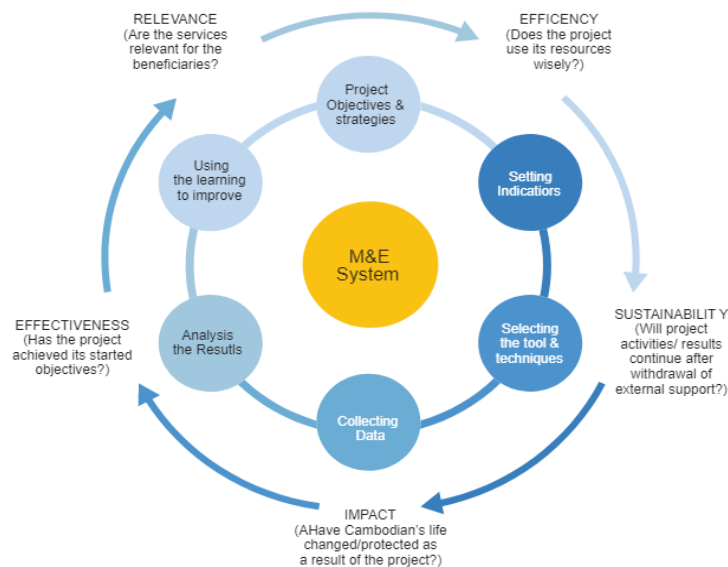 RELEVANCE
(Are the services
relevant for the
beneficiaries?
EFFICENCY
(Does the project
use its resources
wisely?)
Project
Objectives &
strategies
Using
the learning
to improve
Setting
Indicatiors
M&E
System
EFFECTIVENESS
(Has the project
achieved its started
objectives?)
Analysis
the Resutls
Selecting
the tool &
techniques
SUSTAINABILITY
(Will project
activities/ results
continue after
withdrawal of
external support?)
Collecting
Data
IMPACT
(AHave Cambodian's life
changed/protected as
a result of the project?)